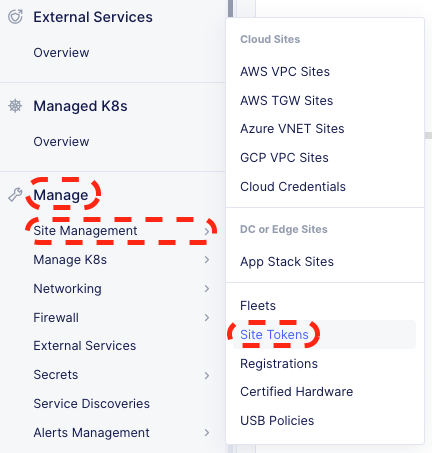 External Services
Overview
Managed K8s
Overview
Manage
Site Management
Manage K8s
Networking
Firewall
External Services
Secrets
Service Discoveries
Alerts Management
Cloud Sites
AWS VPC Sites
AWS TGW Sites
Azure VNET Sites
GCP VPC Sites
Cloud Credentials
DC or Edge Sites
App Stack Sites
Fleets
Site Tokens
Registrations
Certified Hardware
USB Policies